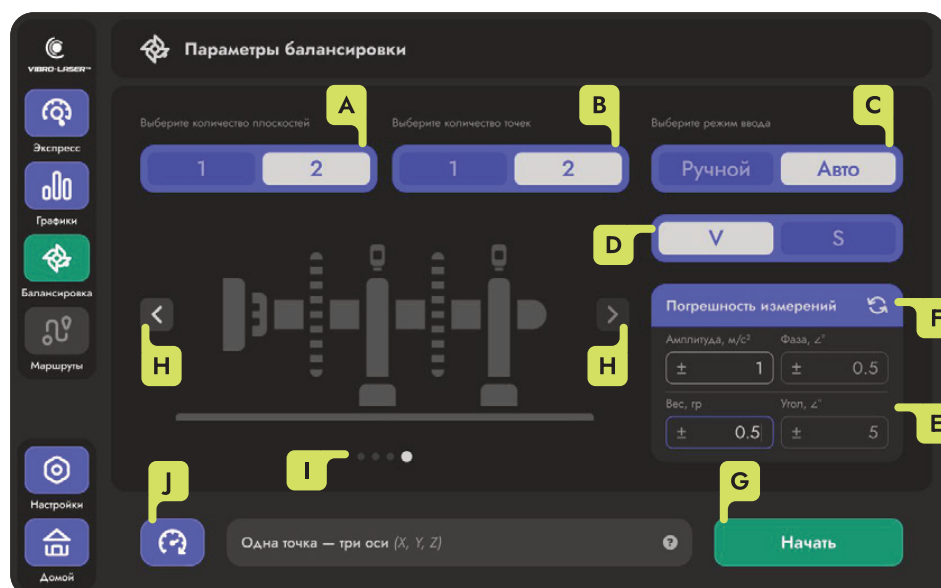 VIBRO-LASER™
Параметры балансировки
Экспресс
Графики
Балансировка
Маршруты
Настройки
Домой
A
B
C
Выберите количество плоскостей
Выберите количество точек
Выберите режим ввода
1 2
1 2
Ручной Авто
D
V S
Погрешность измерений
F
Амплитуда, м/с² Фаза, ∠°
± 1 ± 0.5
Вес, гр Угол, ∠°
E
± 0.5 ± 5
H
H
I
J
G
Одна точка — три оси (X, Y, Z) ?
Начать